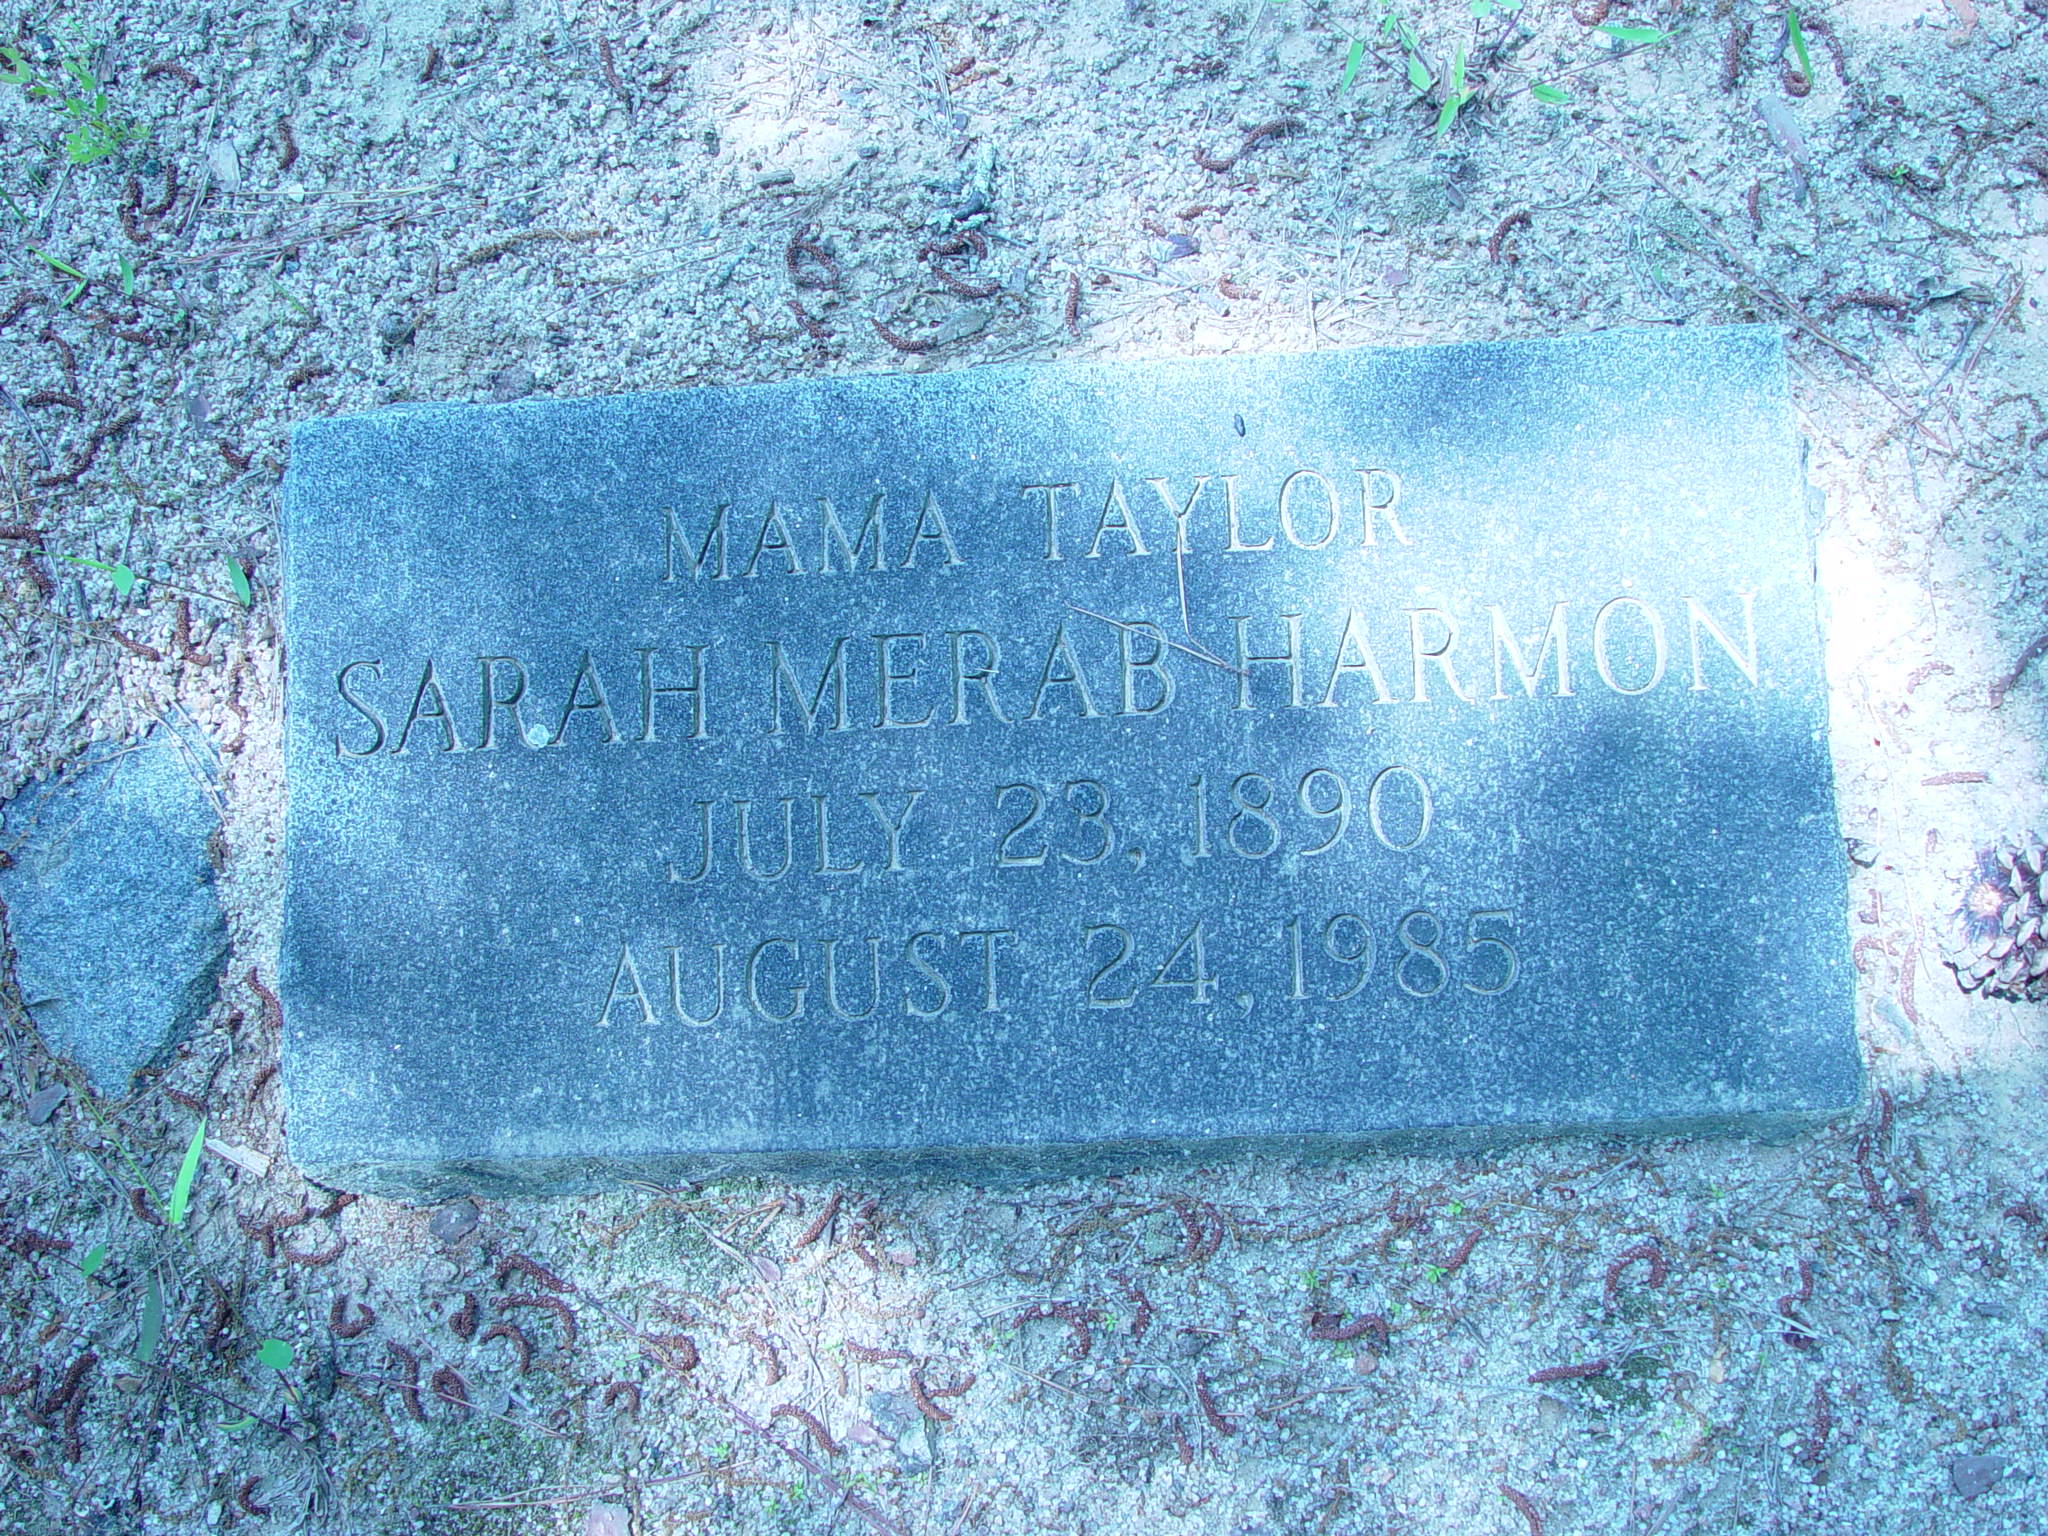 MAMA TAYLOR
SARAH MERAB HARMON
JULY 23, 1890
AUGUST 24, 1985